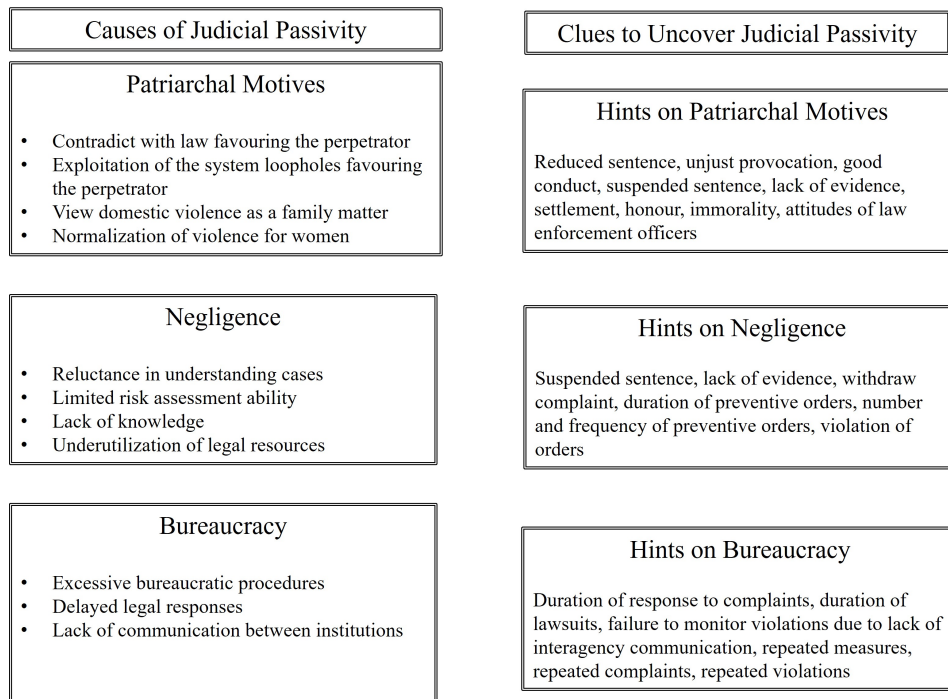 Causes of Judicial Passivity
Patriarchal Motives
• Contradict with law favouring the perpetrator
• Exploitation of the system loopholes favouring
the perpetrator
• View domestic violence as a family matter
• Normalization of violence for women
Negligence
• Reluctance in understanding cases
• Limited risk assessment ability
• Lack of knowledge
• Underutilization of legal resources
Bureaucracy
• Excessive bureaucratic procedures
• Delayed legal responses
• Lack of communication between institutions
Clues to Uncover Judicial Passivity
Hints on Patriarchal Motives
Reduced sentence, unjust provocation, good
conduct, suspended sentence, lack of evidence,
settlement, honour, immorality, attitudes of law
enforcement officers
Hints on Negligence
Suspended sentence, lack of evidence, withdraw
complaint, duration of preventive orders, number
and frequency of preventive orders, violation of
orders
Hints on Bureaucracy
Duration of response to complaints, duration of
lawsuits, failure to monitor violations due to lack of
interagency communication, repeated measures,
repeated complaints, repeated violations